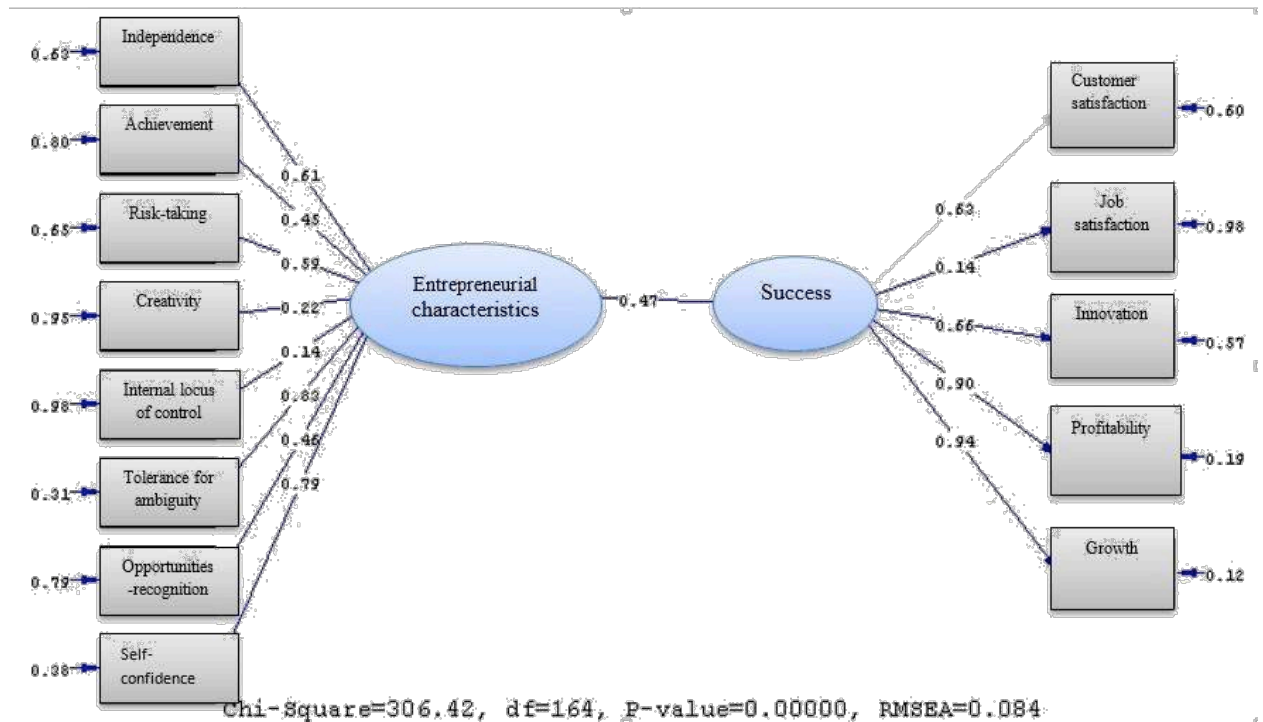 Independence
0.63
Achievement
0.80
Risk-taking
0.65
Creativity
0.95
Internal locus
of control
0.98
Tolerance for
ambiguity
0.31
Opportunities
-recognition
0.79
Self-
confidence
0.38
0.61
0.45
0.59
0.22
0.14
0.83
0.46
0.79
Entrepreneurial
characteristics
0.47
Success
0.63
0.14
0.66
0.90
0.94
Customer
satisfaction
0.60
Job
satisfaction
0.98
Innovation
0.57
Profitability
0.19
Growth
0.12
Chi-Square=306.42, df=164, P-value=0.00000, RMSEA=0.084